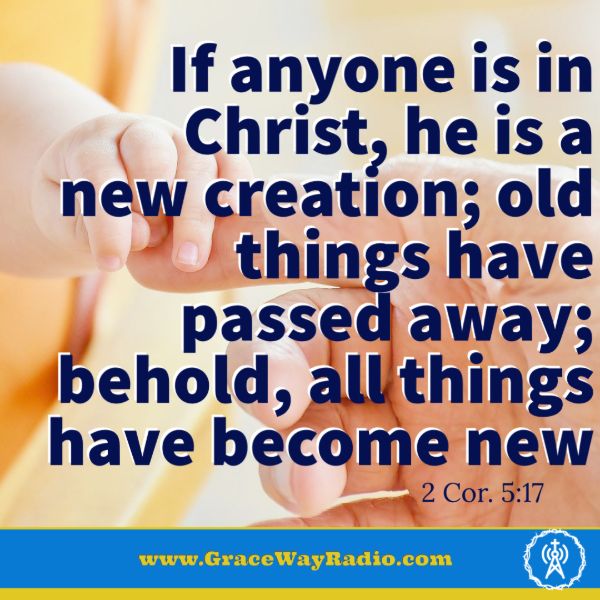 If anyone is in
Christ, he is a
new creation; old
things have
passed away;
behold, all things
have become new
2 Cor. 5:17
www.GraceWayRadio.com